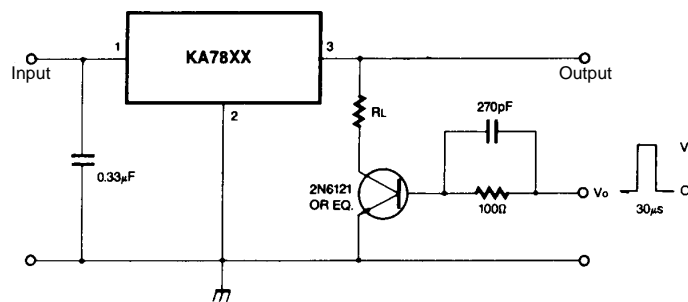 1
KA78XX
3
Input
Output
2
RL
270pF
0.33μF
2N6121
OR EQ.
100Ω
Vo
V
O
30μs